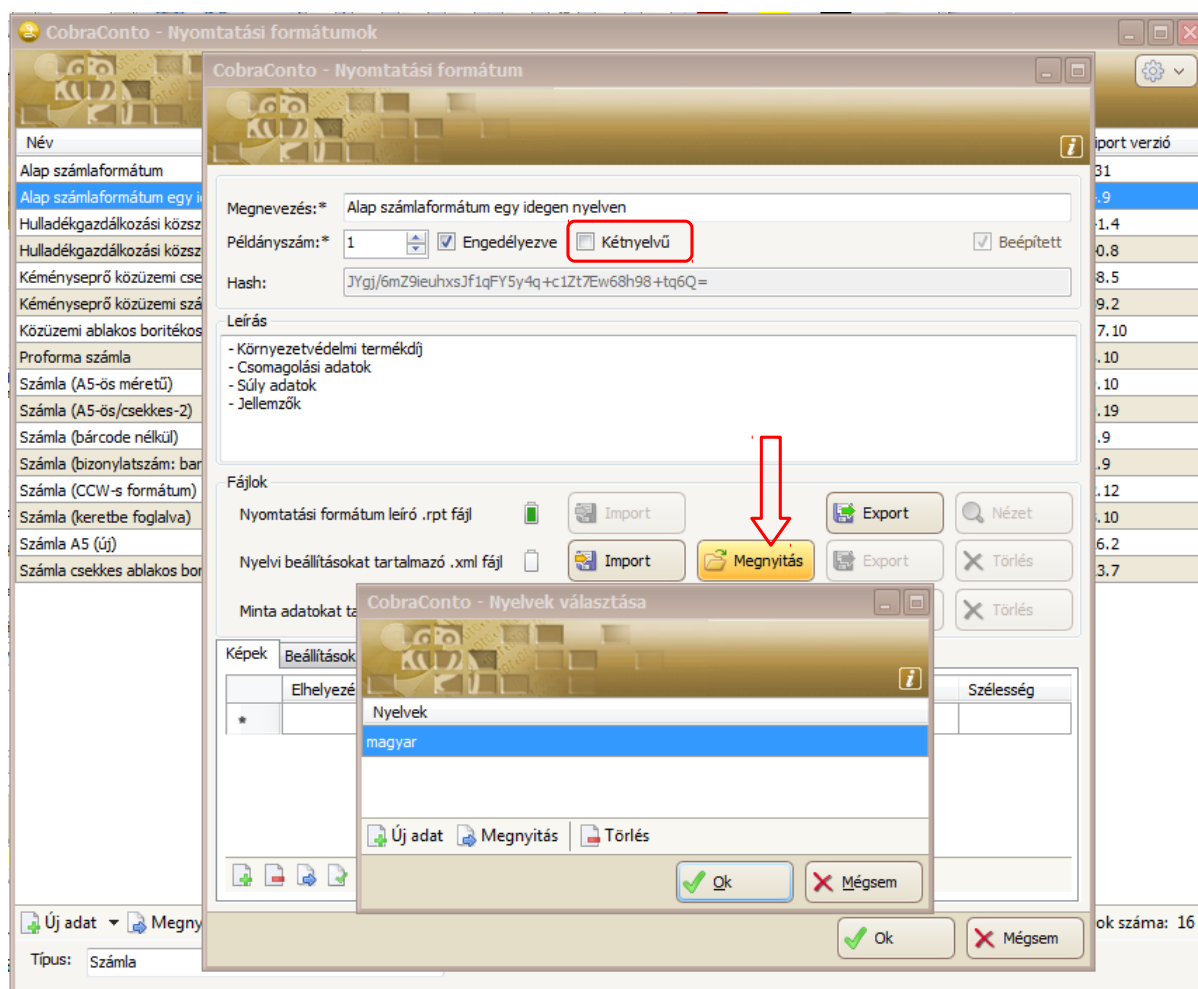 CobraConto - Nyomtatási formátumok
CobraConto - Nyomtatási formátum
Név
iport verzió
Alap számlaformátum
31
Alap számlaformátum egy
.9
Hulladékgazdálkozási közsz
1.4
Hulladékgazdálkozási közsz
0.8
Kéményseprő közüzemi cse
8.5
Kéményseprő közüzemi szá
9.2
Közüzemi ablakos boritékos
7.10
Proforma számla
.10
Számla (A5-ös méretű)
.10
Számla (A5-ös/csekkes-2)
.19
Számla (bárcode nélkül)
.9
Számla (bizonylatszám: bar
.9
Számla (CCW-s formátum)
.12
Számla (keretbe foglalva)
.10
Számla A5 (új)
6.2
Számla csekkes ablakos bor
3.7
Megnevezés:* Alap számlaformátum egy idegen nyelven
Példányszám:* 1 Engedélyezve Kétnyelvű Beépített
Hash: JYgj/6mZ9ieuhxsJf1qFY5y4q+c1Zt7Ew68h98+tq6Q=
Leírás
- Környezetvédelmi termékdíj
- Csomagolási adatok
- Súly adatok
- Jellemzők
Fájlok
Nyomtatási formátum leíró .rpt fájl Import Export Nézet
Nyelvi beállításokat tartalmazó .xml fájl Import Megnyitás Export Törlés
Minta adatokat ta Törlés
Képek Beállítások
Elhelyezé Szélesség
*
CobraConto - Nyelvek választása
Nyelvek
magyar
Új adat Megnyitás Törlés
Ok Mégsem
Új adat Megny
ok száma: 16
Ok Mégsem
Típus: Számla